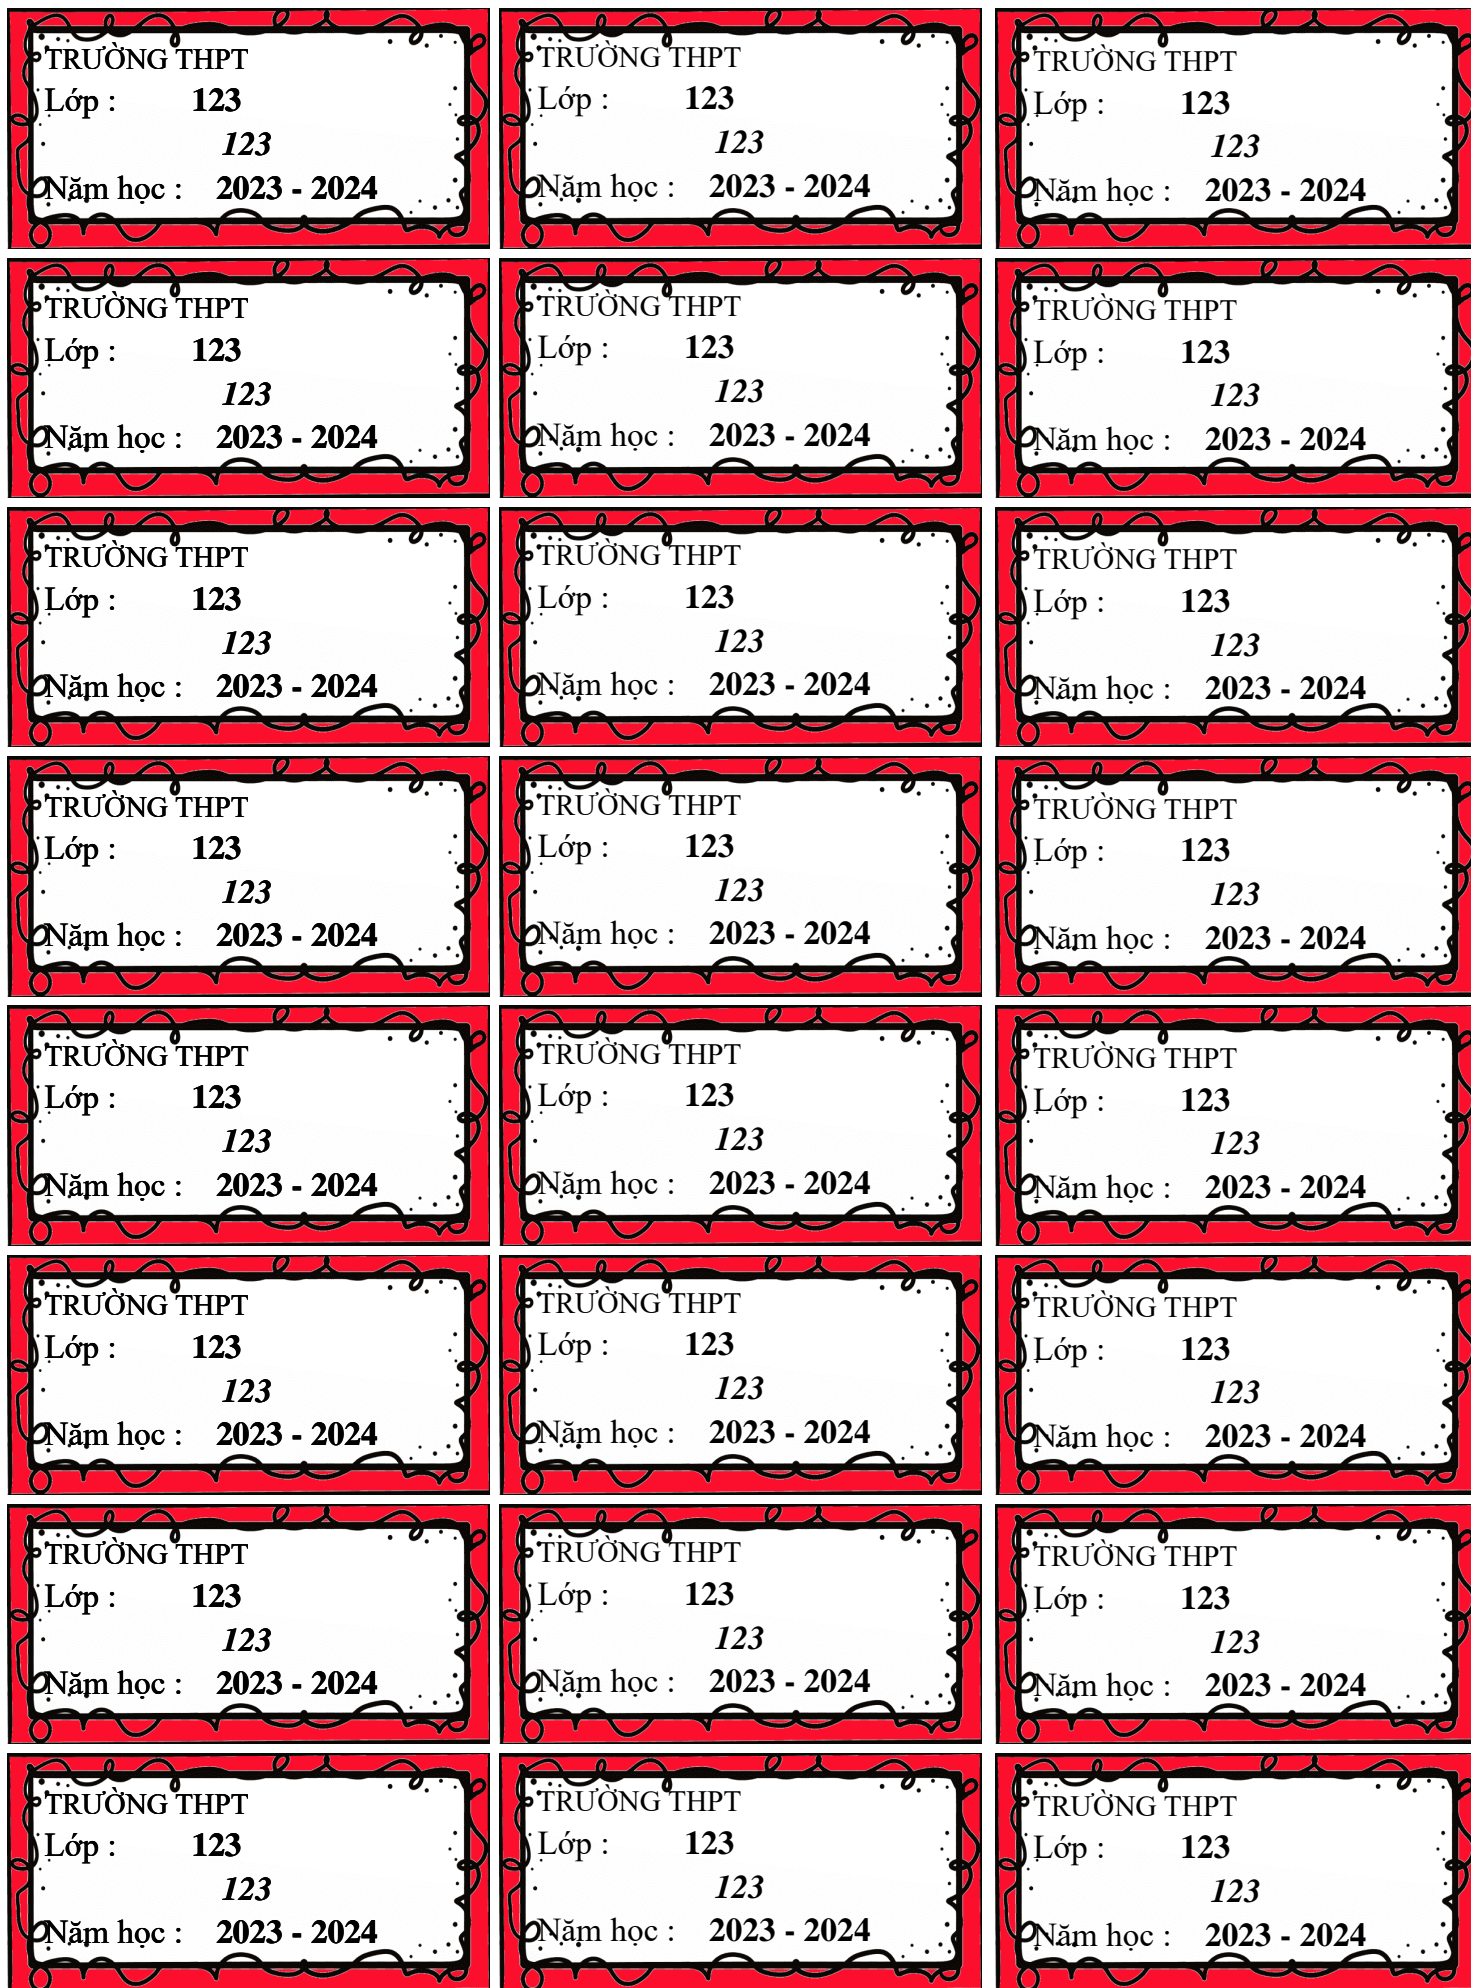 TRƯỜNG THPT
Lớp : 123
123
Năm học : 2023 - 2024
TRƯỜNG THPT
Lớp : 123
123
Năm học : 2023 - 2024
TRƯỜNG THPT
Lớp : 123
123
Năm học : 2023 - 2024
TRƯỜNG THPT
Lớp : 123
123
Năm học : 2023 - 2024
TRƯỜNG THPT
Lớp : 123
123
Năm học : 2023 - 2024
TRƯỜNG THPT
Lớp : 123
123
Năm học : 2023 - 2024
TRƯỜNG THPT
Lớp : 123
123
Năm học : 2023 - 2024
TRƯỜNG THPT
Lớp : 123
123
Năm học : 2023 - 2024
TRƯỜNG THPT
Lớp : 123
123
Năm học : 2023 - 2024
TRƯỜNG THPT
Lớp : 123
123
Năm học : 2023 - 2024
TRƯỜNG THPT
Lớp : 123
123
Năm học : 2023 - 2024
TRƯỜNG THPT
Lớp : 123
123
Năm học : 2023 - 2024
TRƯỜNG THPT
Lớp : 123
123
Năm học : 2023 - 2024
TRƯỜNG THPT
Lớp : 123
123
Năm học : 2023 - 2024
TRƯỜNG THPT
Lớp : 123
123
Năm học : 2023 - 2024
TRƯỜNG THPT
Lớp : 123
123
Năm học : 2023 - 2024
TRƯỜNG THPT
Lớp : 123
123
Năm học : 2023 - 2024
TRƯỜNG THPT
Lớp : 123
123
Năm học : 2023 - 2024
TRƯỜNG THPT
Lớp : 123
123
Năm học : 2023 - 2024
TRƯỜNG THPT
Lớp : 123
123
Năm học : 2023 - 2024
TRƯỜNG THPT
Lớp : 123
123
Năm học : 2023 - 2024
TRƯỜNG THPT
Lớp : 123
123
Năm học : 2023 - 2024
TRƯỜNG THPT
Lớp : 123
123
Năm học : 2023 - 2024
TRƯỜNG THPT
Lớp : 123
123
Năm học : 2023 - 2024